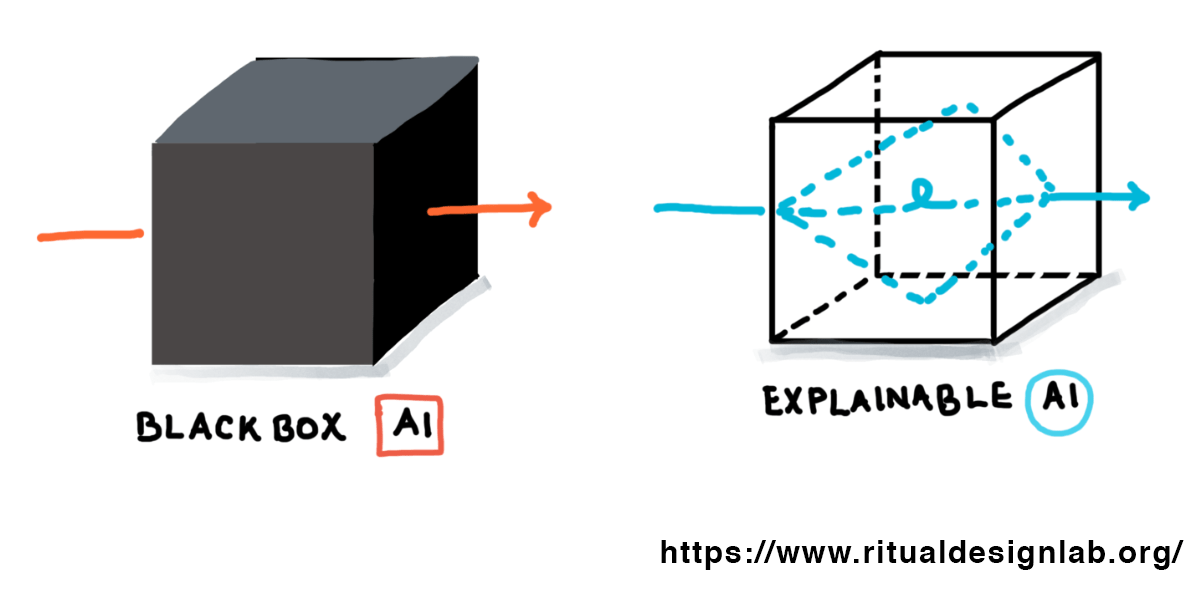 BLACK BOX AI
EXPLAINABLE AI
https://www.ritualdesignlab.org/